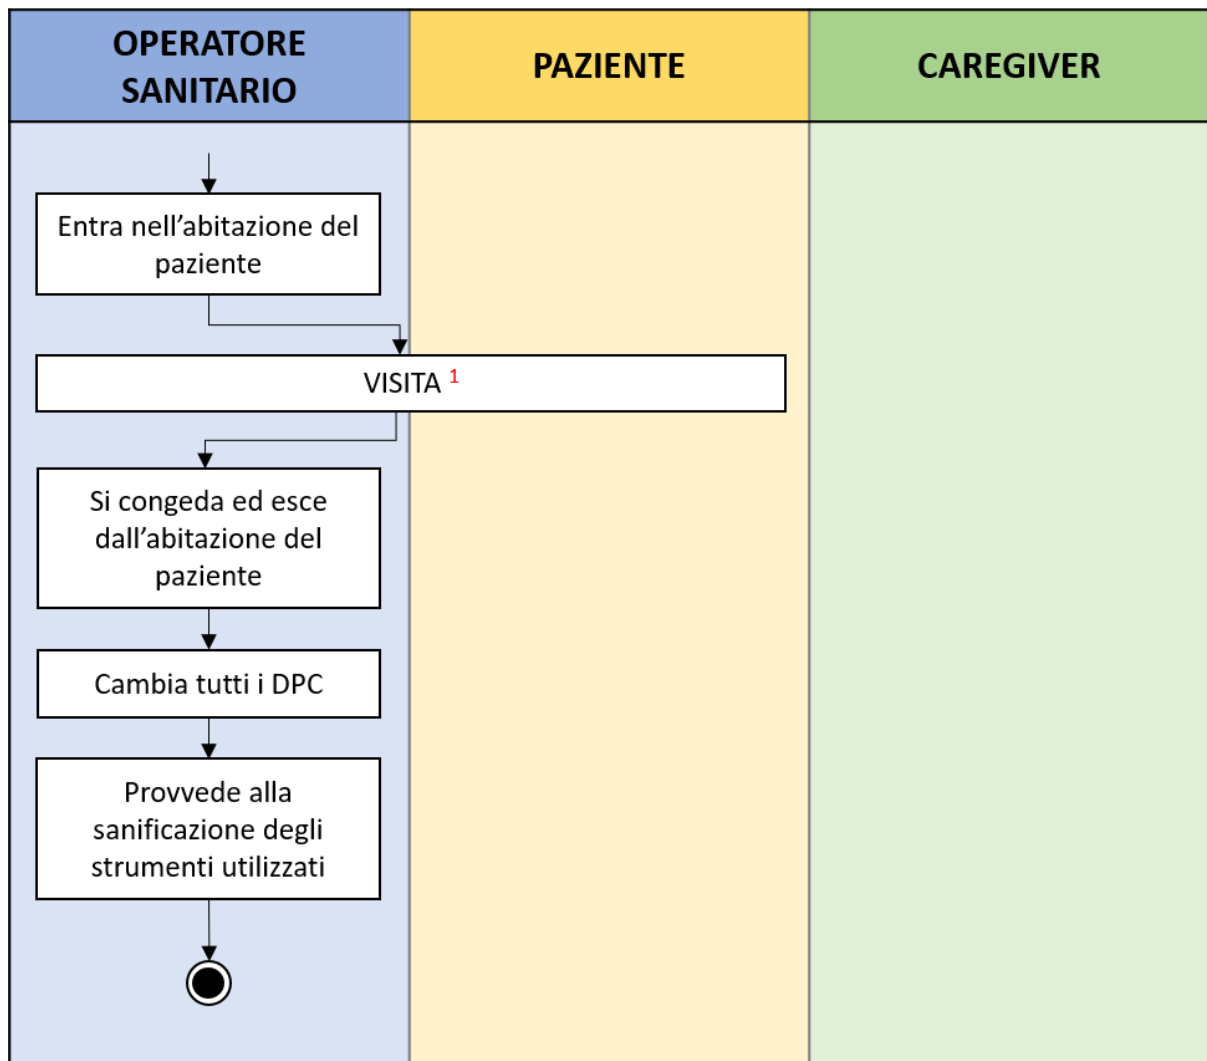 OPERATORE
SANITARIO
PAZIENTE
CAREGIVER
Entra nell’abitazione del
paziente
VISITA 1
Si congeda ed esce
dall’abitazione del
paziente
Cambia tutti i DPC
Provvede alla
sanificazione degli
strumenti utilizzati